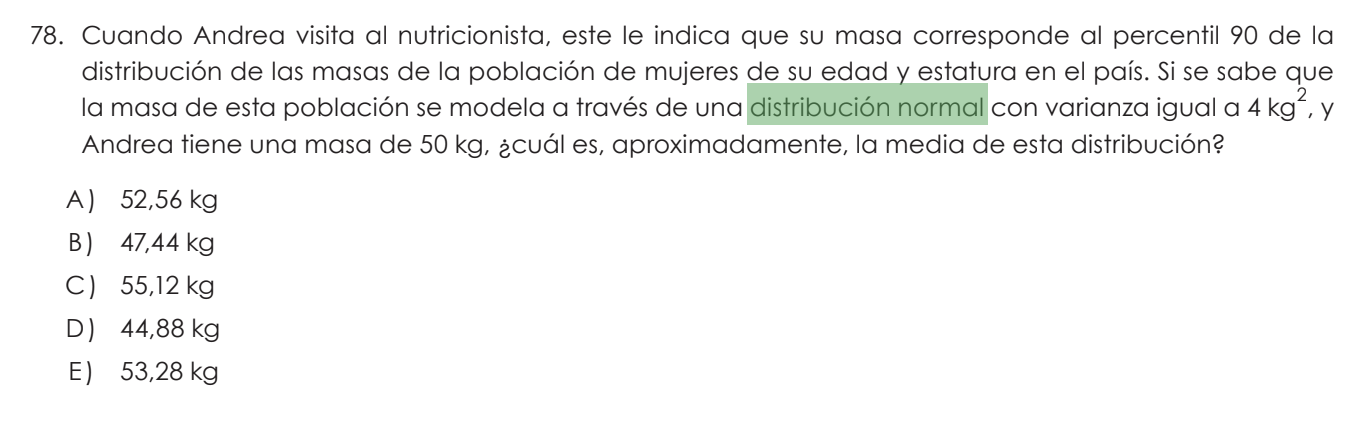 78. Cuando Andrea visita al nutricionista, este le indica que su masa corresponde al percentil 90 de la
distribución de las masas de la población de mujeres de su edad y estatura en el país. Si se sabe que
la masa de esta población se modela a través de una distribución normal con varianza igual a 4 kg², y
Andrea tiene una masa de 50 kg, ¿cuál es, aproximadamente, la media de esta distribución?
A) 52,56 kg
B) 47,44 kg
C) 55,12 kg
D) 44,88 kg
E) 53,28 kg